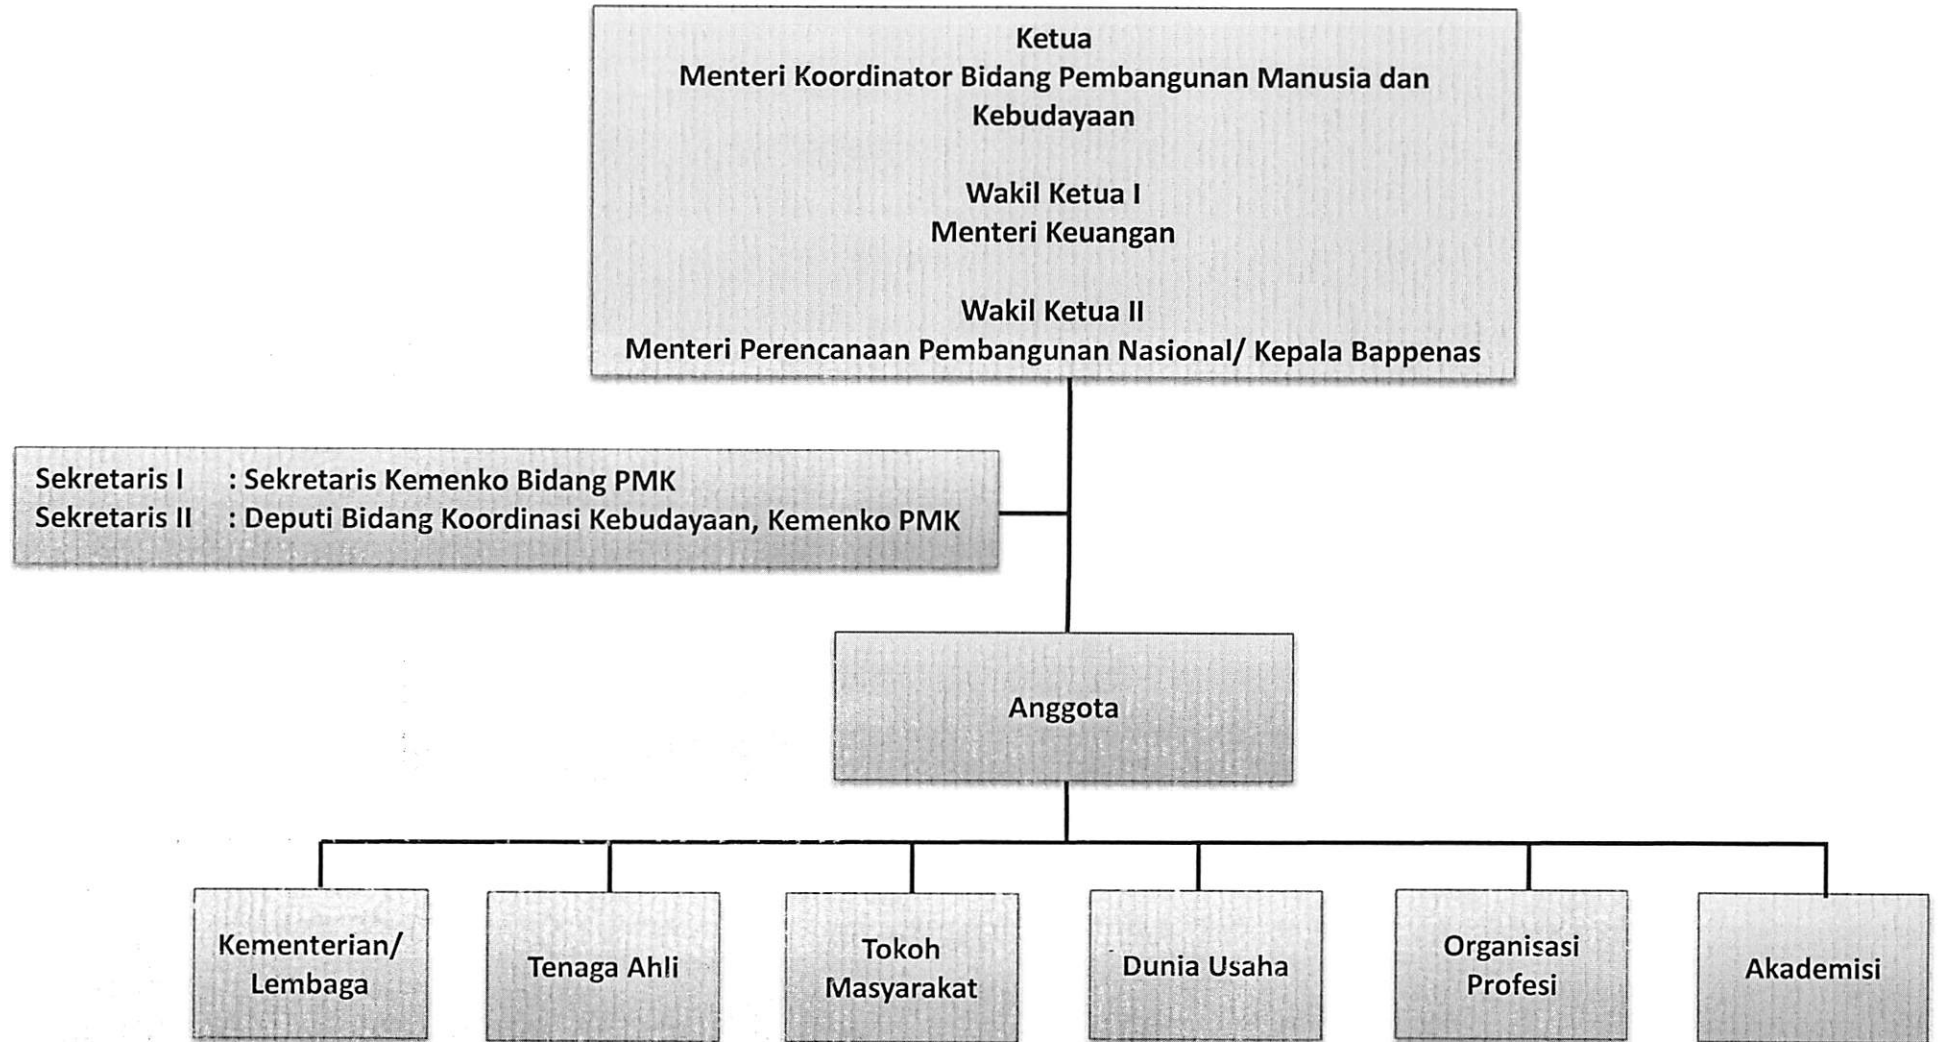 Ketua
Menteri Koordinator Bidang Pembangunan Manusia dan
Kebudayaan
Wakil Ketua I
Menteri Keuangan
Wakil Ketua II
Menteri Perencanaan Pembangunan Nasional/ Kepala Bappenas
Sekretaris I : Sekretaris Kemenko Bidang PMK
Sekretaris II : Deputi Bidang Koordinasi Kebudayaan, Kemenko PMK
Anggota
Kementerian/
Lembaga
Tenaga Ahli
Tokoh
Masyarakat
Dunia Usaha
Organisasi
Profesi
Akademisi